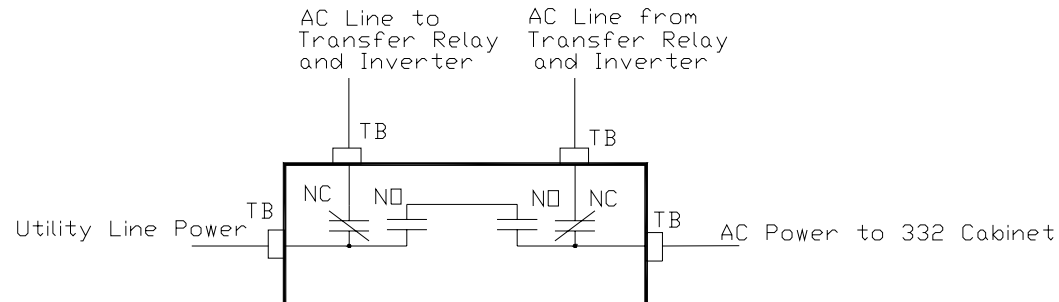 AC Line to
Transfer Relay
and Inverter
AC Line from
Transfer Relay
and Inverter
TB
TB
NC
NO
NO
NC
TB
TB
Utility Line Power
AC Power to 332 Cabinet